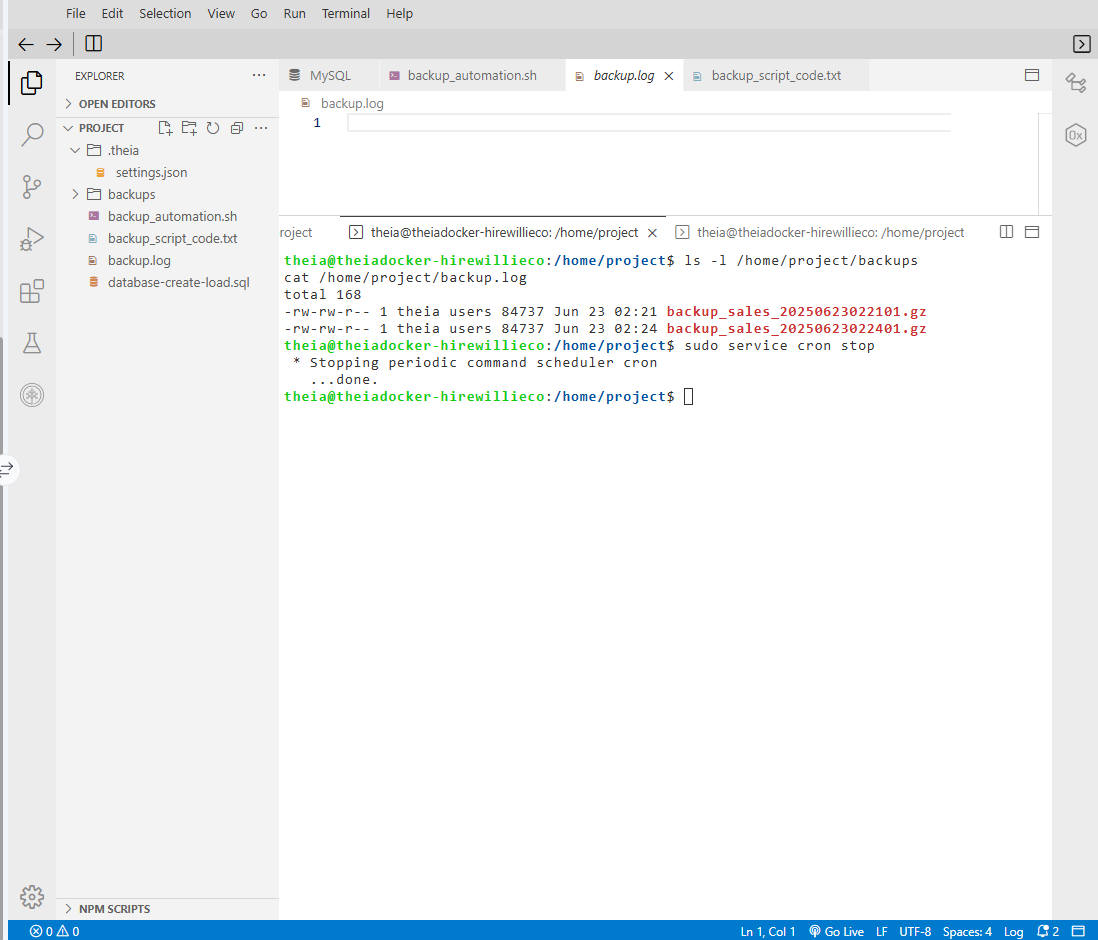 File Edit Selection View Go Run Terminal Help
EXPLORER
OPEN EDITORS
PROJECT
.theia
settings.json
backups
backup_automation.sh
backup_script_code.txt
backup.log
database-create-load.sql
NPM SCRIPTS
MySQL backup_automation.sh backup.log backup_script_code.txt
backup.log
1
roject theia@theiadocker-hirewillieco: /home/project theia@theiadocker-hirewillieco: /home/project
theia@theiadocker-hirewillieco:/home/project$ ls -l /home/project/backups
cat /home/project/backup.log
total 168
-rw-rw-r-- 1 theia users 84737 Jun 23 02:21 backup_sales_20250623022101.gz
-rw-rw-r-- 1 theia users 84737 Jun 23 02:24 backup_sales_20250623022401.gz
theia@theiadocker-hirewillieco:/home/project$ sudo service cron stop
 * Stopping periodic command scheduler cron
   ...done.
theia@theiadocker-hirewillieco:/home/project$
0x
0 0 Ln 1, Col 1 Go Live LF UTF-8 Spaces: 4 Log 2